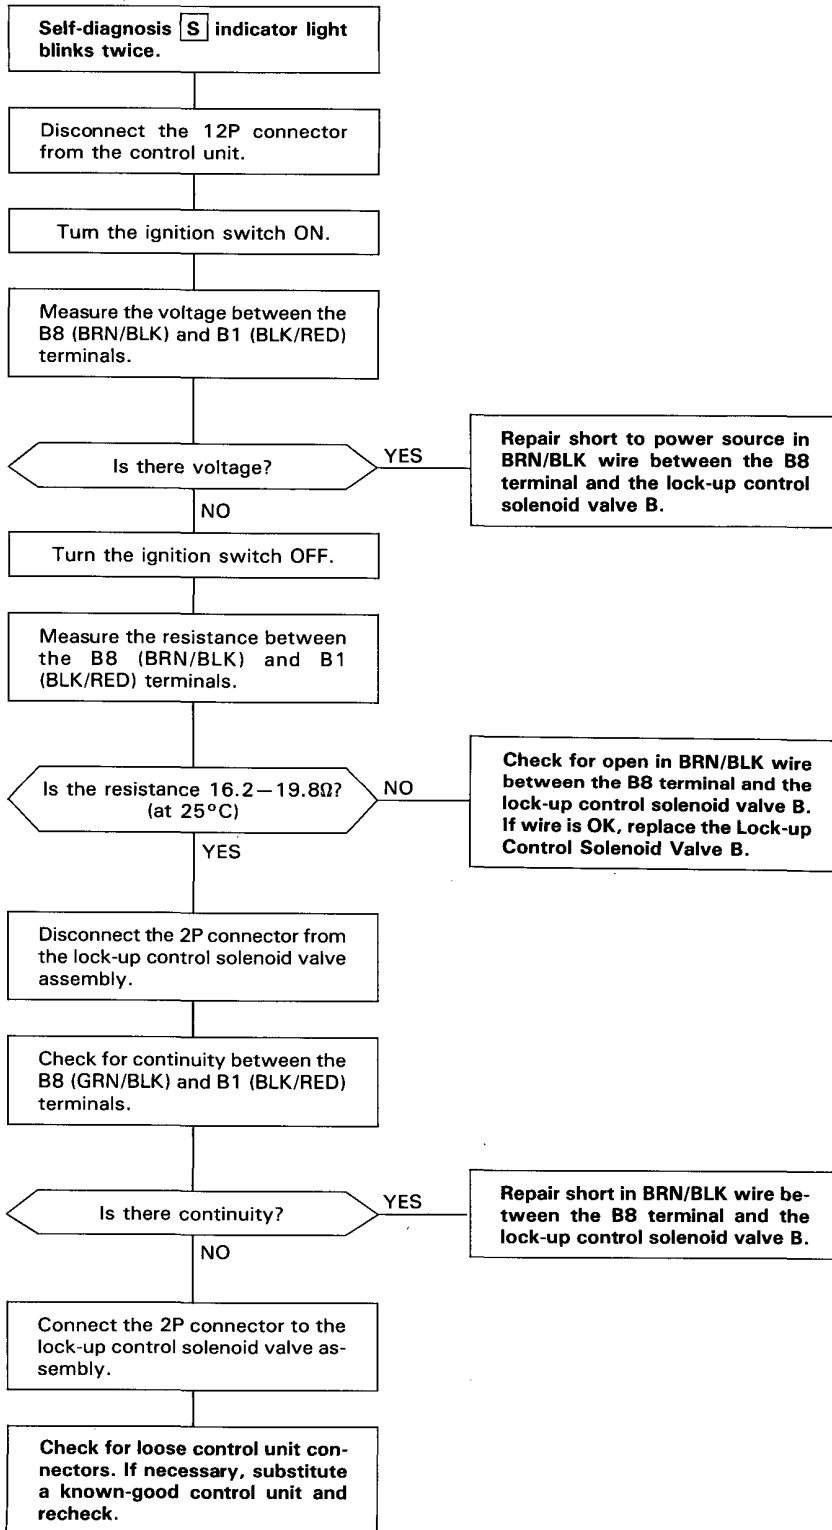 Self-diagnosis S indicator light
blinks twice.
Disconnect the 12P connector
from the control unit.
Turn the ignition switch ON.
Measure the voltage between the
B8 (BRN/BLK) and B1 (BLK/RED)
terminals.
Is there voltage?
YES
Repair short to power source in
BRN/BLK wire between the B8
terminal and the lock-up control
solenoid valve B.
NO
Turn the ignition switch OFF.
Measure the resistance between
the B8 (BRN/BLK) and B1
(BLK/RED) terminals.
Is the resistance 16.2—19.8Ω?
(at 25°C)
NO
Check for open in BRN/BLK wire
between the B8 terminal and the
lock-up control solenoid valve B.
If wire is OK, replace the Lock-up
Control Solenoid Valve B.
YES
Disconnect the 2P connector from
the lock-up control solenoid valve
assembly.
Check for continuity between the
B8 (GRN/BLK) and B1 (BLK/RED)
terminals.
Is there continuity?
YES
Repair short in BRN/BLK wire be-
tween the B8 terminal and the
lock-up control solenoid valve B.
NO
Connect the 2P connector to the
lock-up control solenoid valve as-
sembly.
Check for loose control unit con-
nectors. If necessary, substitute
a known-good control unit and
recheck.